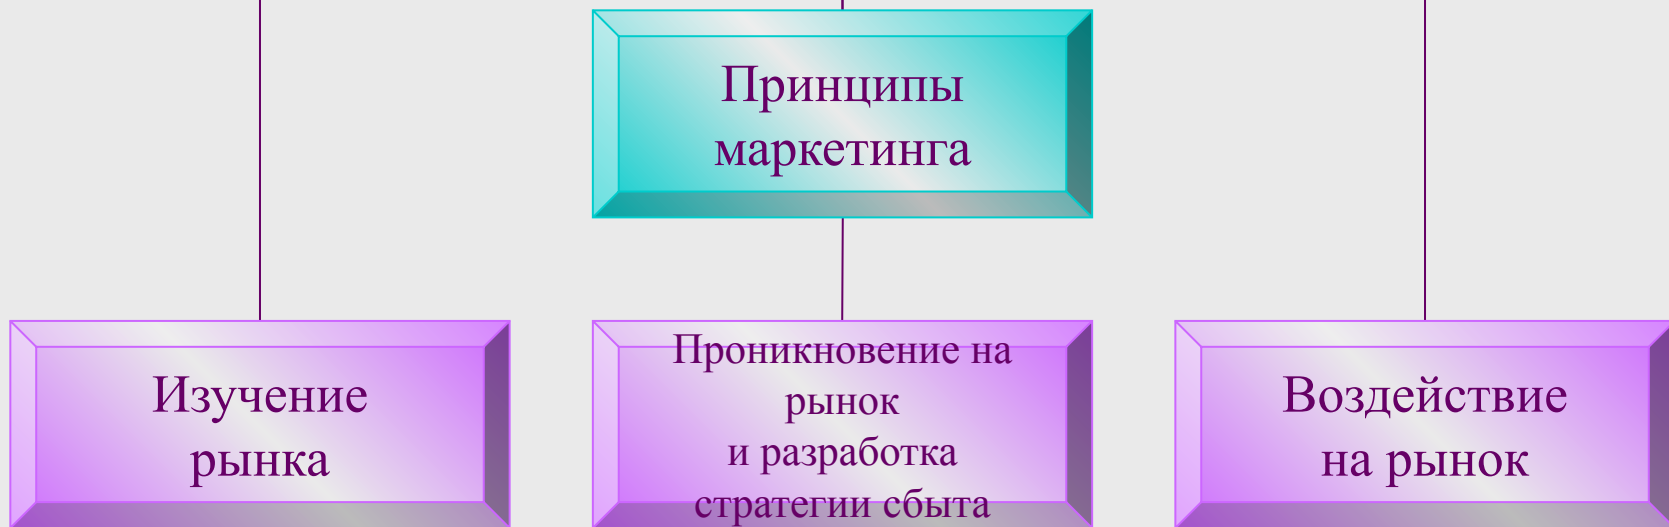 Принципы
маркетинга
Изучение
рынка
Проникновение на
рынок
и разработка
стратегии сбыта
Воздействие
на рынок